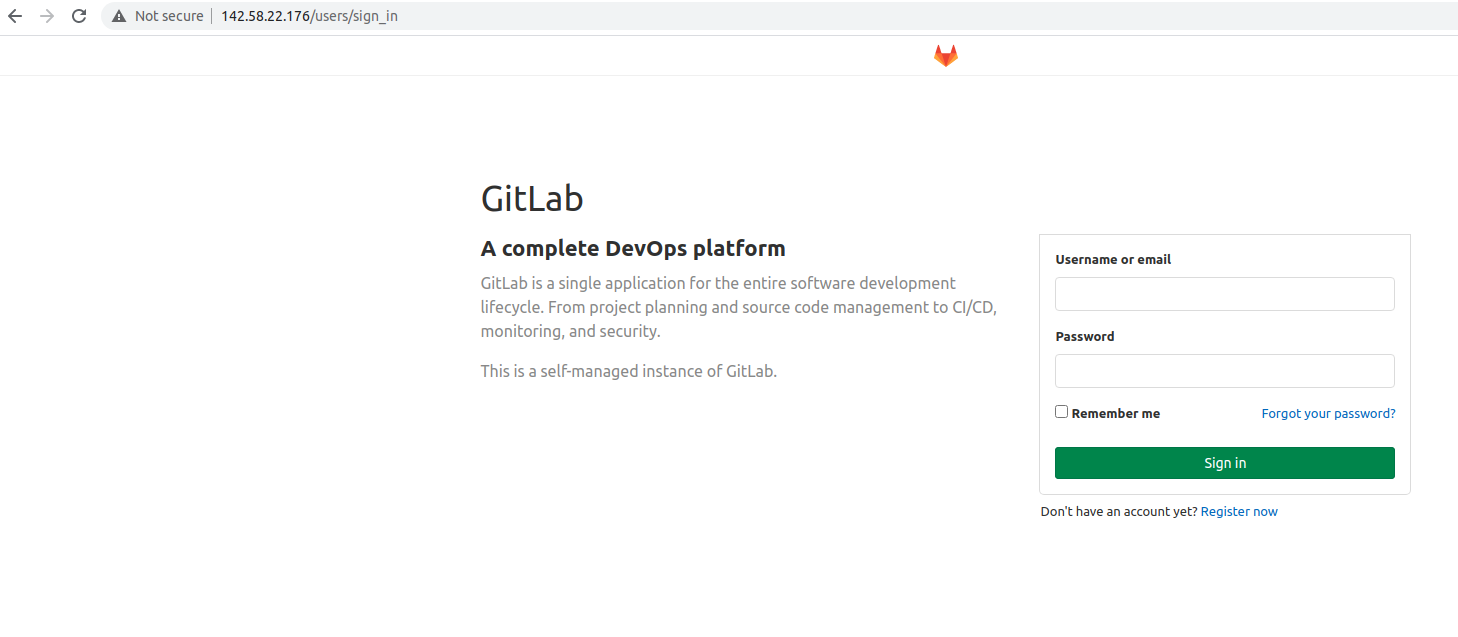 Not secure 142.58.22.176/users/sign_in
GitLab
A complete DevOps platform
GitLab is a single application for the entire software development
lifecycle. From project planning and source code management to CI/CD,
monitoring, and security.
This is a self-managed instance of GitLab.
Username or email
Password
Remember me Forgot your password?
Sign in
Don't have an account yet? Register now